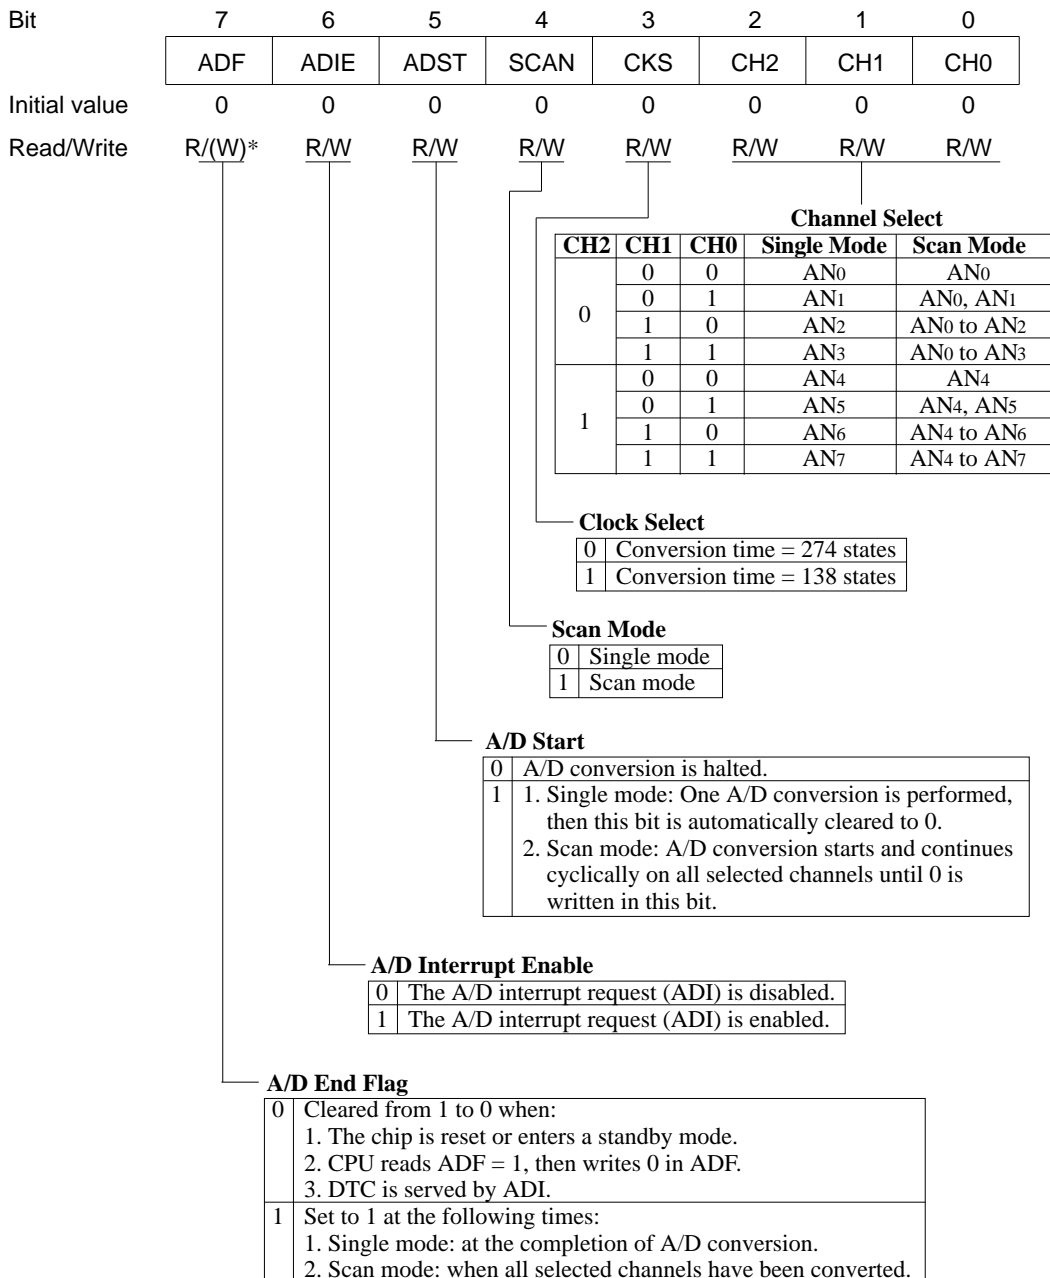 Bit 7 6 5 4 3 2 1 0
ADF ADIE ADST SCAN CKS CH2 CH1 CH0
Initial value 0 0 0 0 0 0 0 0
Read/Write R/(W)* R/W R/W R/W R/W R/W R/W R/W
Channel Select
CH2 CH1 CH0 Single Mode Scan Mode
0 0 0 AN0 AN0
0 1 AN1 AN0, AN1
1 0 AN2 AN0 to AN2
1 1 AN3 AN0 to AN3
1 0 0 AN4 AN4
0 1 AN5 AN4, AN5
1 0 AN6 AN4 to AN6
1 1 AN7 AN4 to AN7
Clock Select
0 Conversion time = 274 states
1 Conversion time = 138 states
Scan Mode
0 Single mode
1 Scan mode
A/D Start
0 A/D conversion is halted.
1 1. Single mode: One A/D conversion is performed,
then this bit is automatically cleared to 0.
2. Scan mode: A/D conversion starts and continues
cyclically on all selected channels until 0 is
written in this bit.
A/D Interrupt Enable
0 The A/D interrupt request (ADI) is disabled.
1 The A/D interrupt request (ADI) is enabled.
A/D End Flag
0 Cleared from 1 to 0 when:
1. The chip is reset or enters a standby mode.
2. CPU reads ADF = 1, then writes 0 in ADF.
3. DTC is served by ADI.
1 Set to 1 at the following times:
1. Single mode: at the completion of A/D conversion.
2. Scan mode: when all selected channels have been converted.